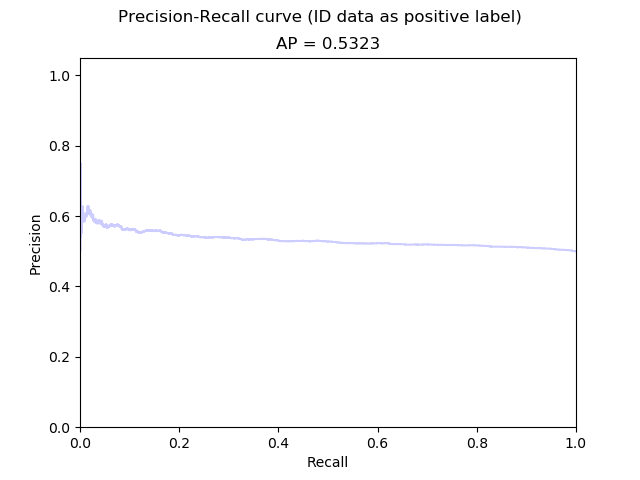 Precision-Recall curve (ID data as positive label)
AP = 0.5323
1.0
0.8
0.6
0.4
0.2
0.0
Precision
0.0 0.2 0.4 0.6 0.8 1.0
Recall